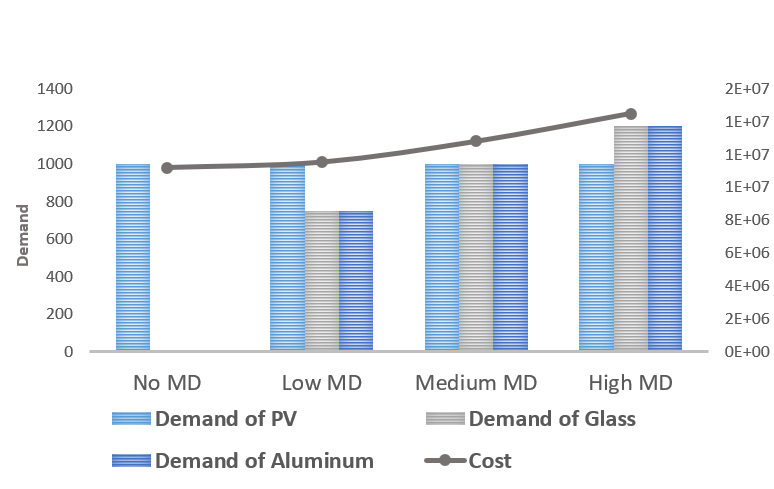 1400
1200
1000
800
600
400
200
0
Demand
2E+07
1E+07
1E+07
1E+07
8E+06
6E+06
4E+06
2E+06
0E+00
No MD Low MD Medium MD High MD
Demand of PV Demand of Glass
Demand of Aluminum Cost